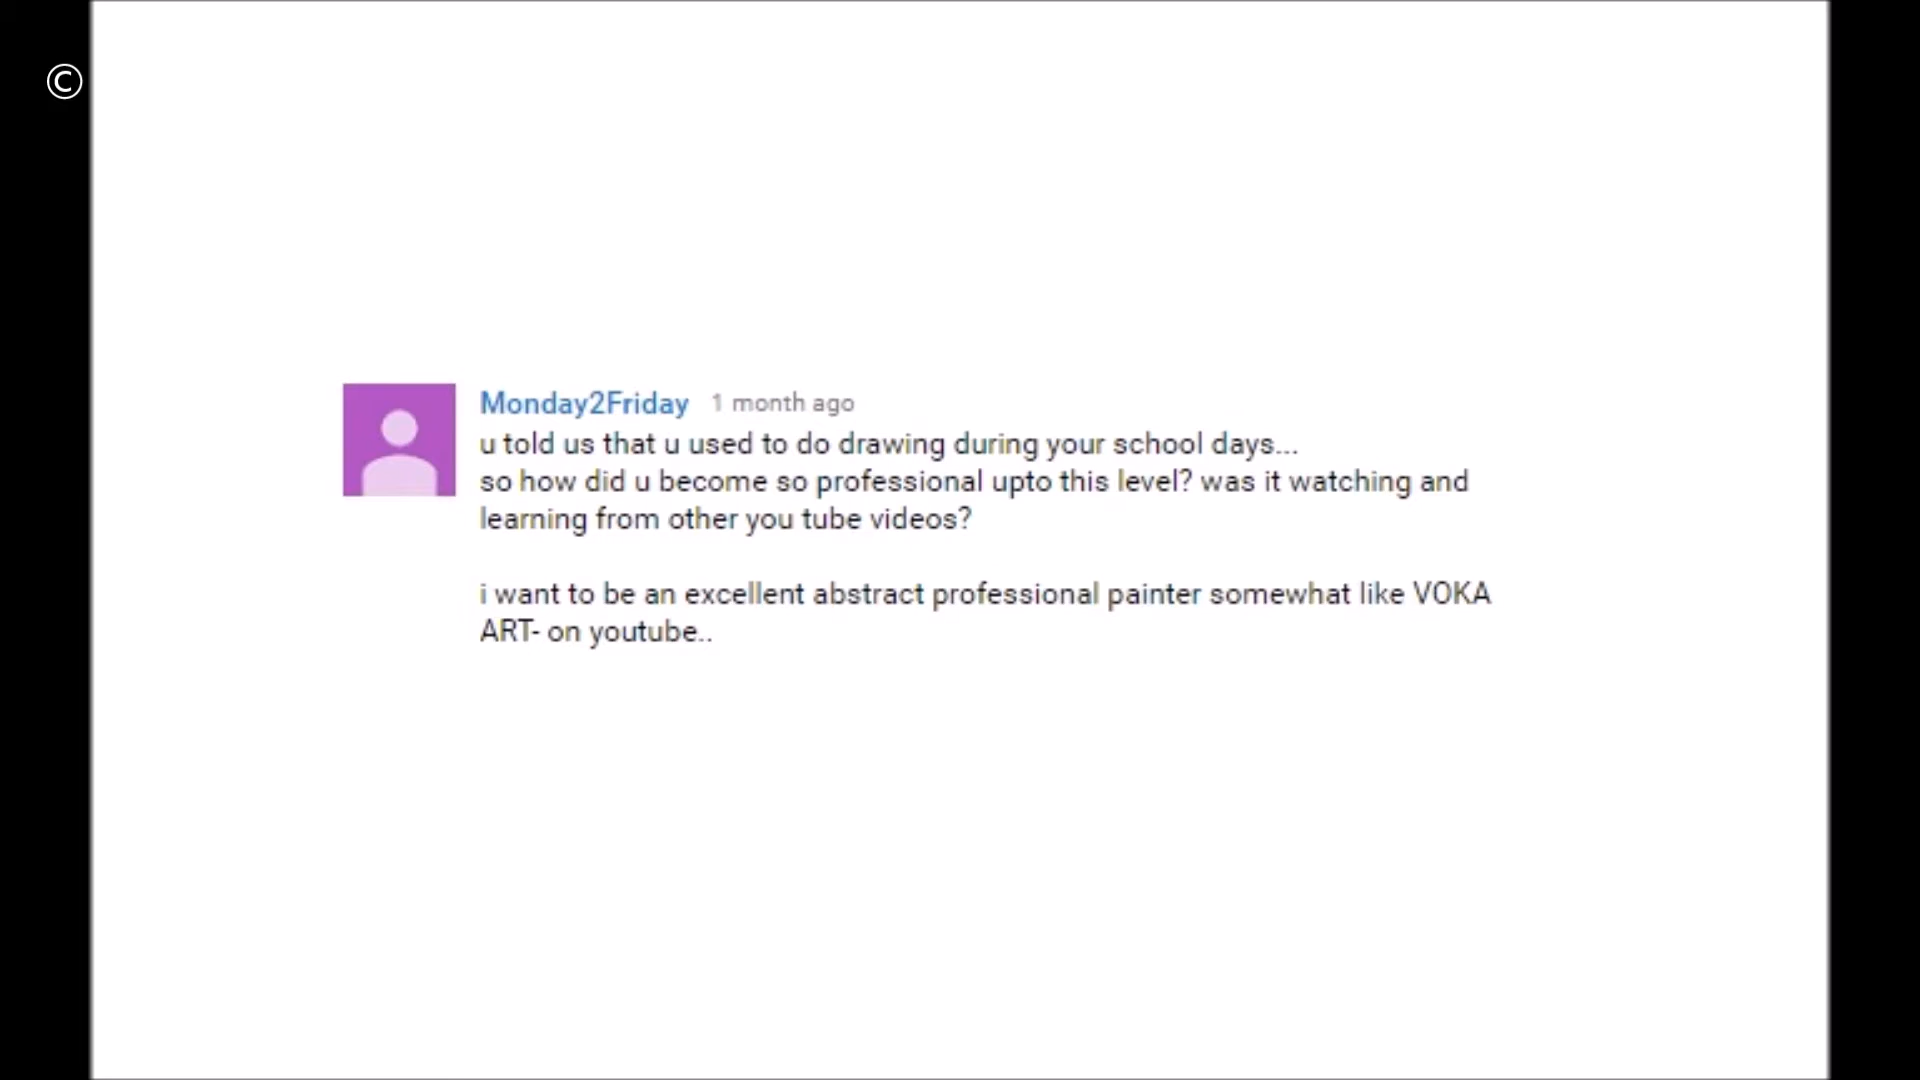 ©
Monday2Friday 1 month ago
u told us that u used to do drawing during your school days...
so how did u become so professional upto this level? was it watching and
learning from other you tube videos?
i want to be an excellent abstract professional painter somewhat like VOKA
ART- on youtube..